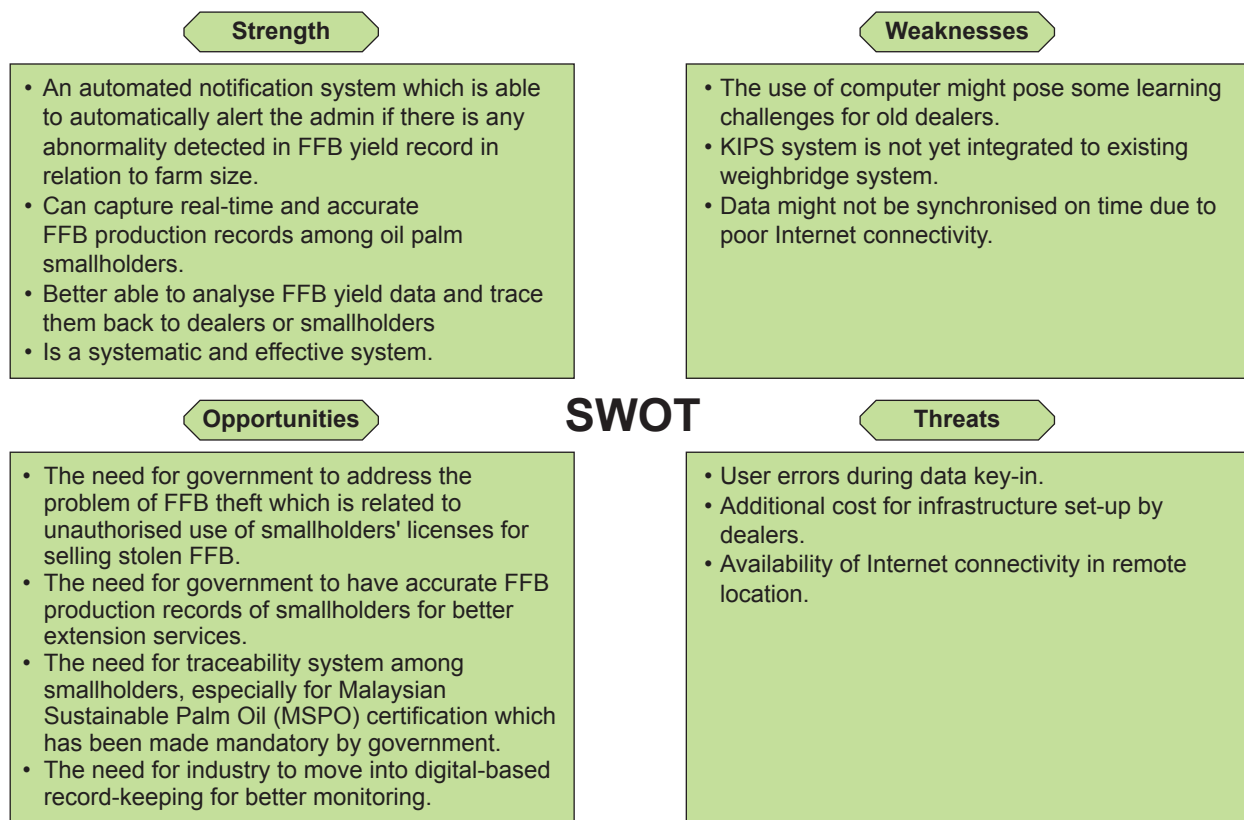 Strength
• An automated notification system which is able
to automatically alert the admin if there is any
abnormality detected in FFB yield record in
relation to farm size.
• Can capture real-time and accurate
FFB production records among oil palm
smallholders.
• Better able to analyse FFB yield data and trace
them back to dealers or smallholders
• Is a systematic and effective system.
Weaknesses
• The use of computer might pose some learning
challenges for old dealers.
• KIPS system is not yet integrated to existing
weighbridge system.
• Data might not be synchronised on time due to
poor Internet connectivity.
SWOT
Opportunities
• The need for government to address the
problem of FFB theft which is related to
unauthorised use of smallholders' licenses for
selling stolen FFB.
• The need for government to have accurate FFB
production records of smallholders for better
extension services.
• The need for traceability system among
smallholders, especially for Malaysian
Sustainable Palm Oil (MSPO) certification which
has been made mandatory by government.
• The need for industry to move into digital-based
record-keeping for better monitoring.
Threats
• User errors during data key-in.
• Additional cost for infrastructure set-up by
dealers.
• Availability of Internet connectivity in remote
location.